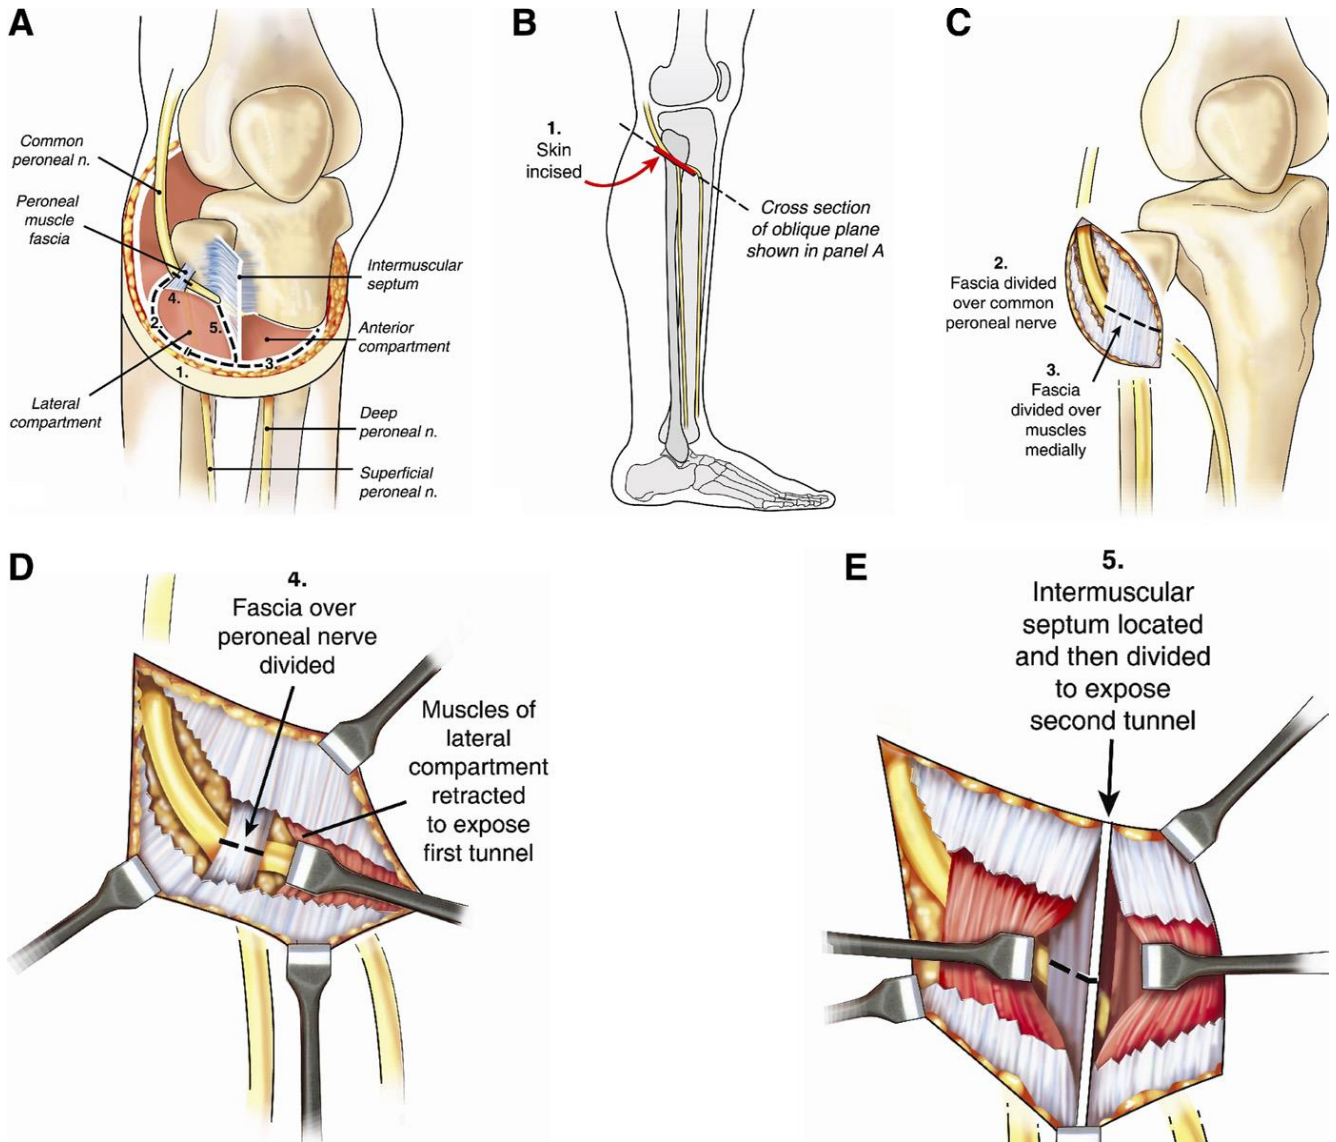 A
Common
peroneal n.
Peroneal
muscle
fascia
4.
2.
5.
3.
1.
Lateral
compartment
Intermuscular
septum
Anterior
compartment
Deep
peroneal n.
Superficial
peroneal n.
B
1.
Skin
incised
Cross section
of oblique plane
shown in panel A
C
2.
Fascia divided
over common
peroneal nerve
3.
Fascia
divided over
muscles
medially
D
4.
Fascia over
peroneal nerve
divided
Muscles of
lateral
compartment
retracted
to expose
first tunnel
E
5.
Intermuscular
septum located
and then divided
to expose
second tunnel